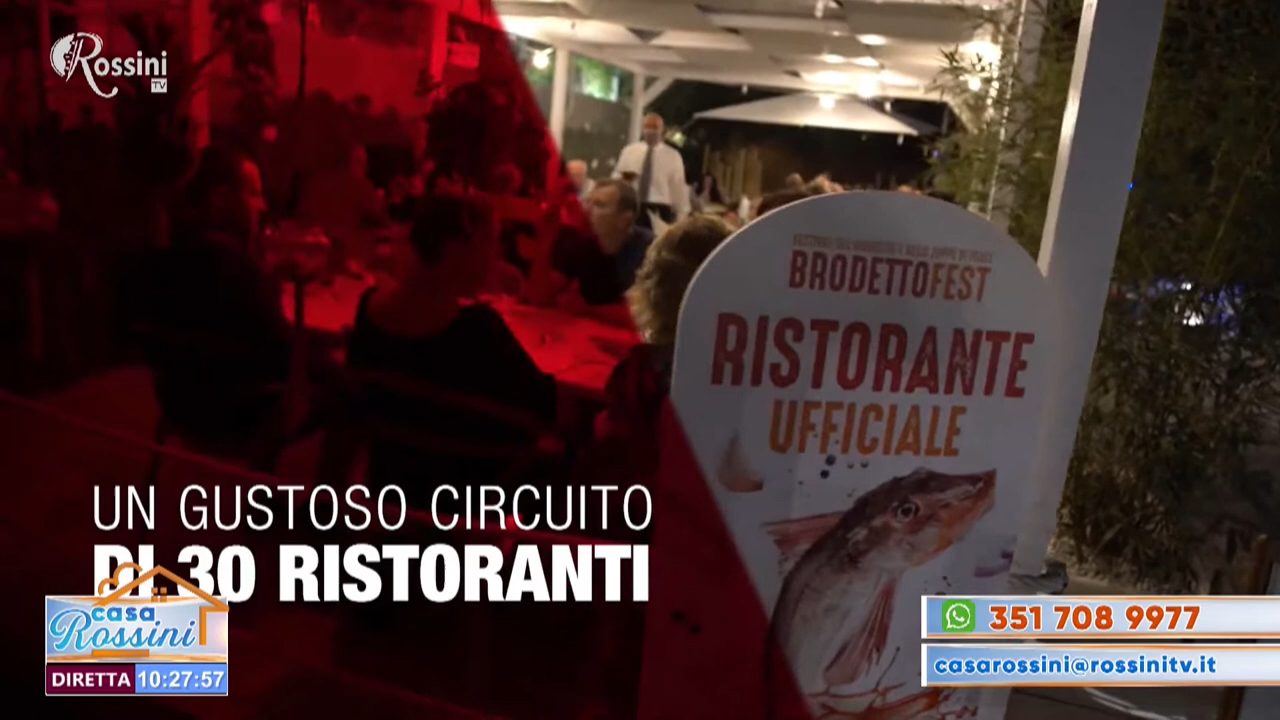 Rossini
TV
BRODETTOFEST
RISTORANTE
UFFICIALE
UN GUSTOSO CIRCUITO
DI 30 RISTORANTI
casa
Rossini
DIRETTA 10:27:57
351 708 9977
casarossini@rossinitv.it